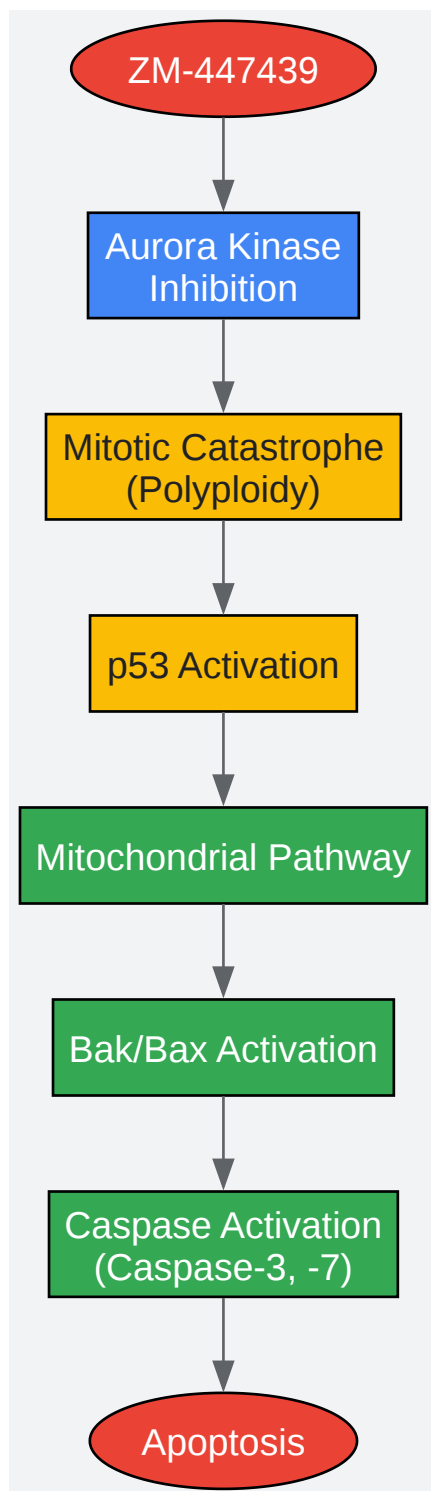 ZM-447439
Aurora Kinase
Inhibition
Mitotic Catastrophe
(Polyploidy)
p53 Activation
Mitochondrial Pathway
Bak/Bax Activation
Caspase Activation
(Caspase-3, -7)
Apoptosis